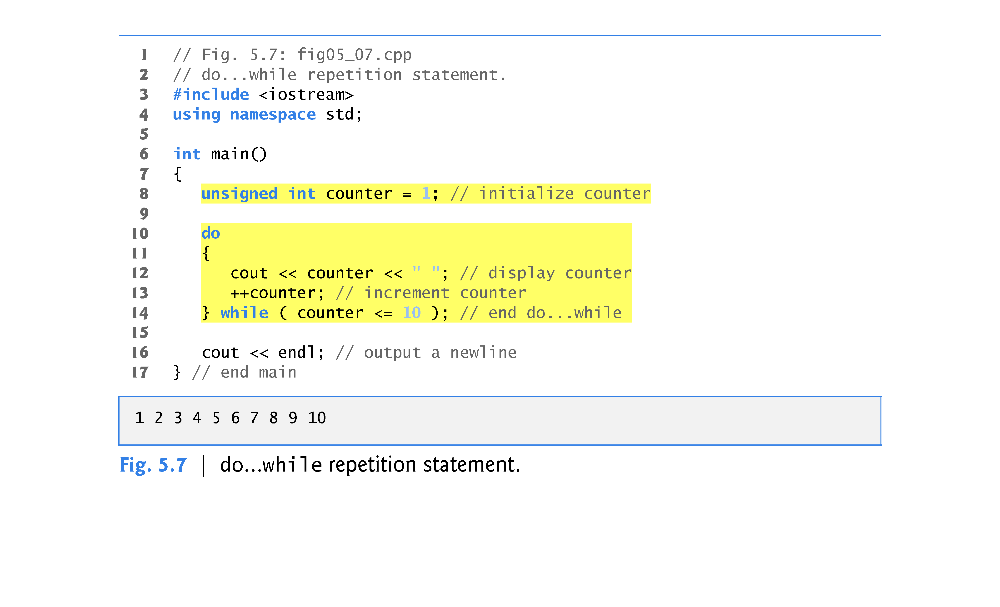 1 // Fig. 5.7: fig05_07.cpp
2 // do...while repetition statement.
3 #include <iostream>
4 using namespace std;
5
6 int main()
7 {
8    unsigned int counter = 1; // initialize counter
9
10    do
11    {
12       cout << counter << " "; // display counter
13       ++counter; // increment counter
14    } while ( counter <= 10 ); // end do...while
15
16    cout << endl; // output a newline
17 } // end main
1 2 3 4 5 6 7 8 9 10
Fig. 5.7 | do...while repetition statement.